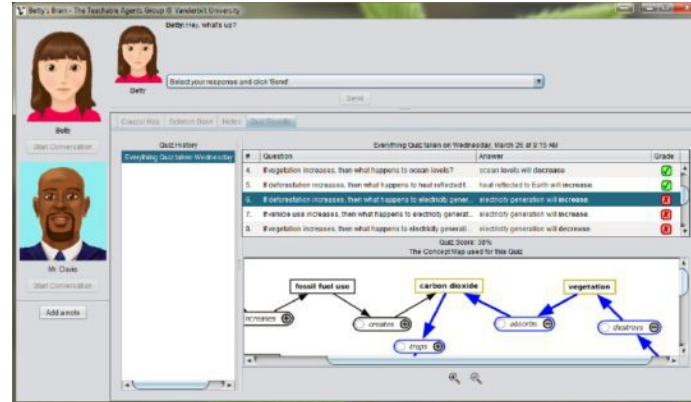 Betty's Brain - The Teachable Agents Group @ Vanderbilt University
Betty: Hey, what's up?
Betty
Select your response and click 'Send'
Send
Betty
Start Conversation
Causal Map Science Book Notes Quiz Results
Quiz History
Everything Quiz taken Wednesday
Everything Quiz taken on Wednesday, March 26 at 9:15 AM
# Question Answer Grade
4. If vegetation increases, then what happens to ocean levels? ocean levels will decrease.
5. If deforestation increases, then what happens to heat reflected t heat reflected to Earth will increase.
6. If deforestation increases, then what happens to electricity gener... electricity generation will increase.
7. If vehicle use increases, then what happens to electricity generat... electricity generation will increase.
8. If vegetation increases, then what happens to electricity generati... electricity generation will decrease.
Quiz Score: 38%
The Concept Map used for this Quiz
Mr. Davis
Start Conversation
Add a note
fossil fuel use
carbon dioxide
vegetation
increases
creates
absorbs
destroys
traps